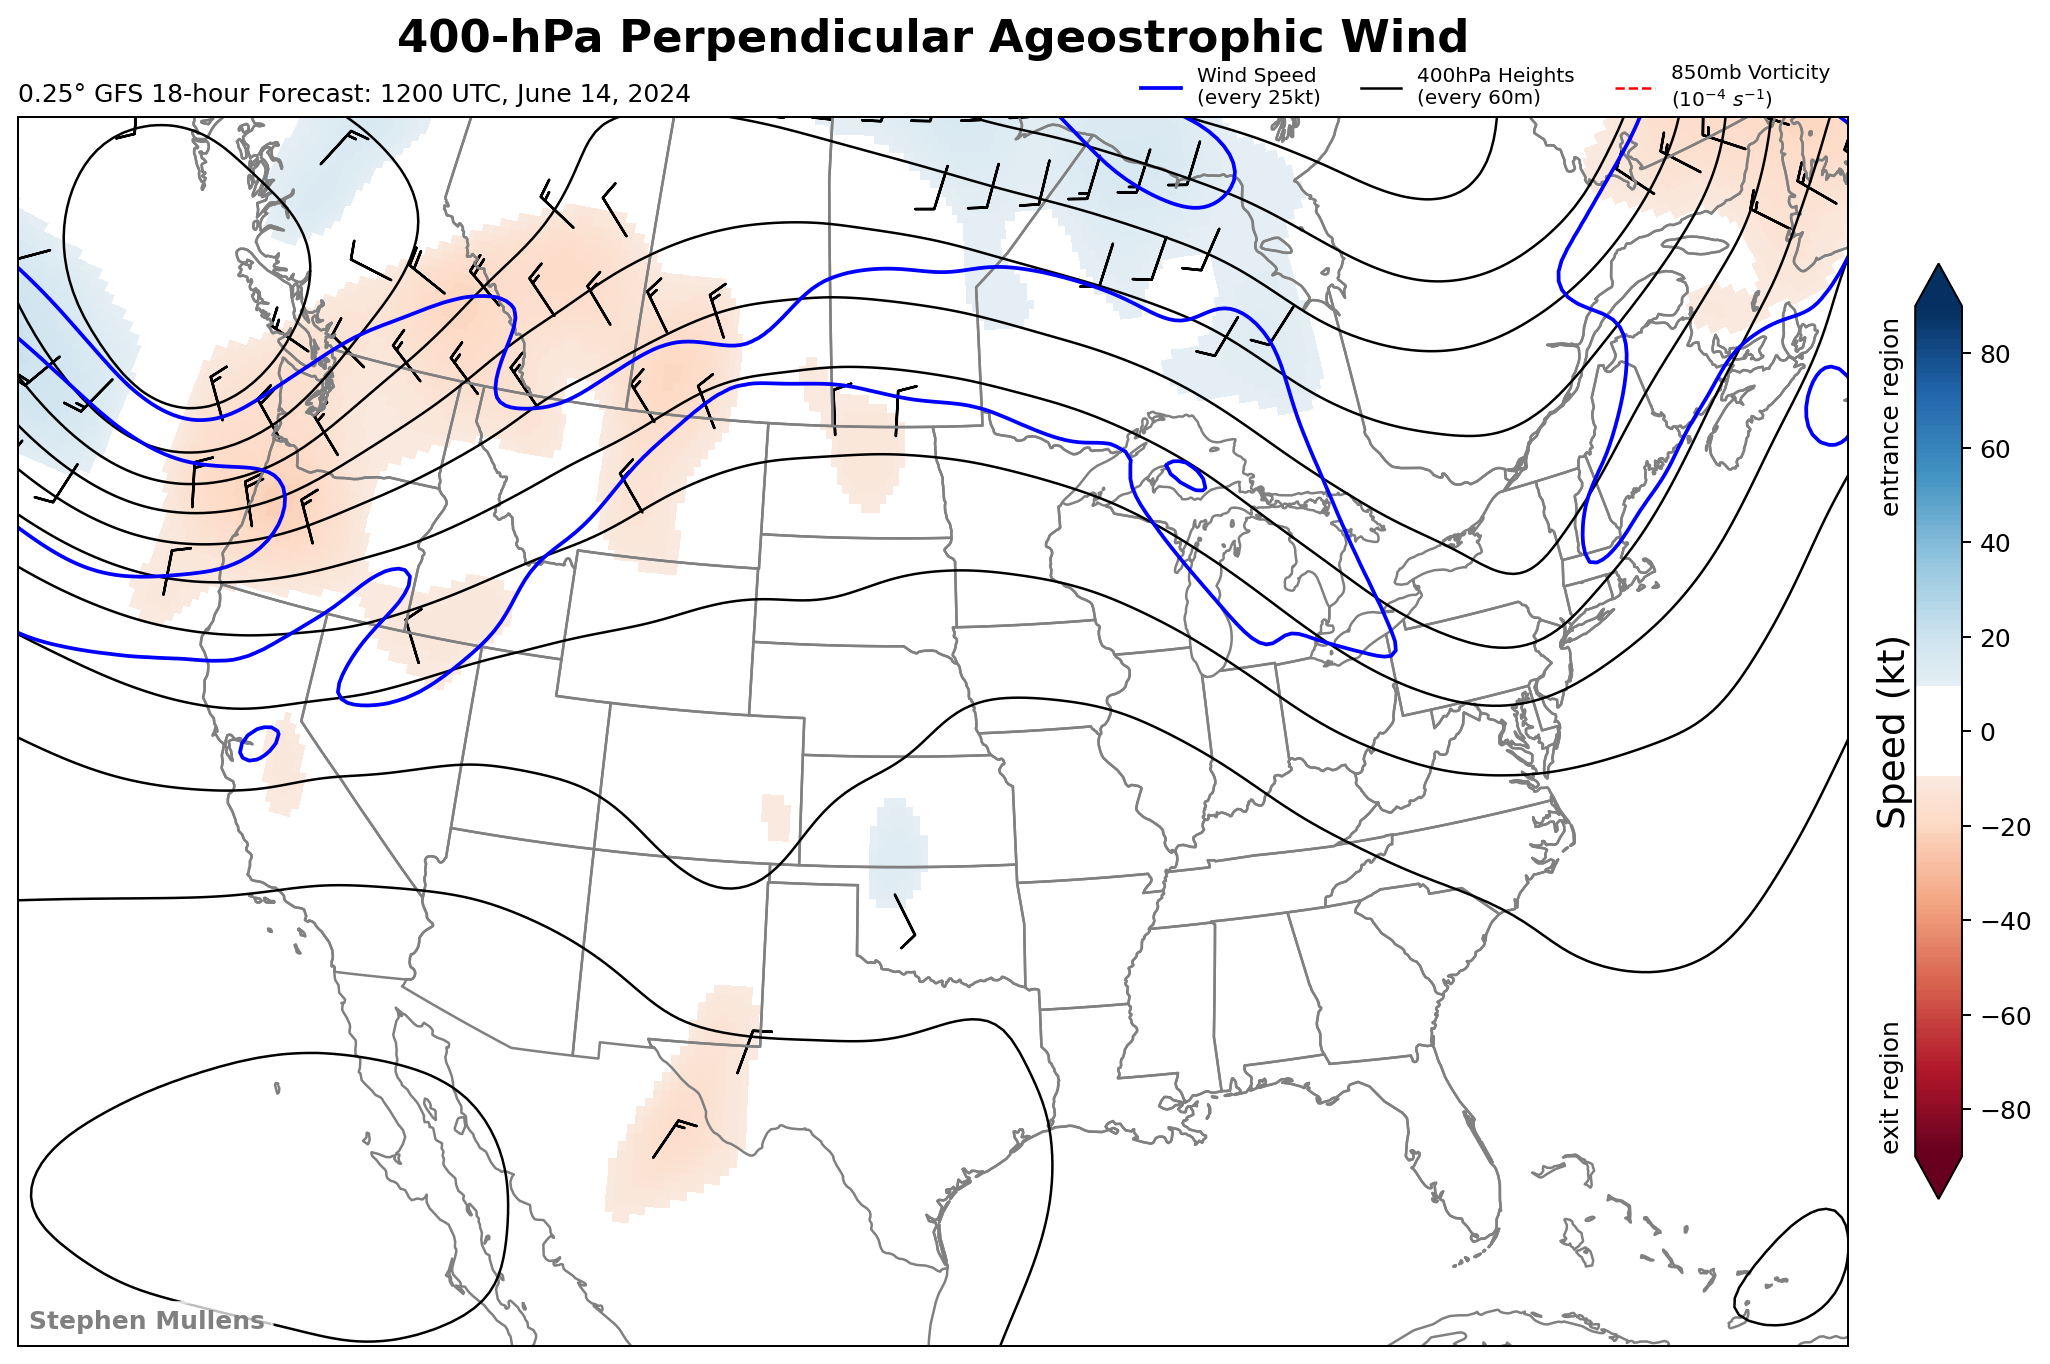 400-hPa Perpendicular Ageostrophic Wind
0.25° GFS 18-hour Forecast: 1200 UTC, June 14, 2024
Wind Speed
(every 25kt)
400hPa Heights
(every 60m)
850mb Vorticity
(10⁻⁴ s⁻¹)
entrance region
Speed (kt)
exit region
80
60
40
20
0
−20
−40
−60
−80
Stephen Mullens